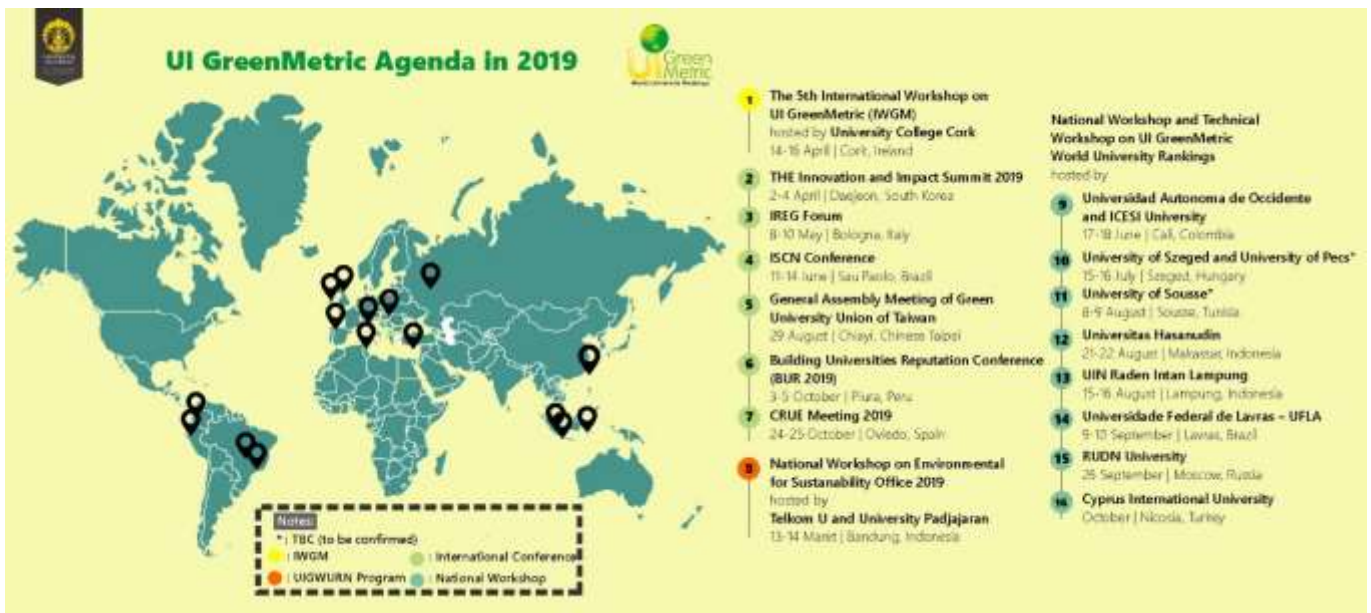 UI GreenMetric Agenda in 2019
UI
Green
Metric
World University Rankings
1
The 5th International Workshop on
UI GreenMetric (IWGM)
hosted by University College Cork
14-16 April | Cork, Ireland
2
THE Innovation and Impact Summit 2019
2-4 April | Daejeon, South Korea
3
IREG Forum
8-10 May | Bologna, Italy
4
ISCN Conference
11-14 June | Sau Paolo, Brazil
5
General Assembly Meeting of Green
University Union of Taiwan
29 August | Chiayi, Chinese Taipei
6
Building Universities Reputation Conference
(BUR 2019)
3-5 October | Piura, Peru
7
CRUE Meeting 2019
24-25 October | Oviedo, Spain
8
National Workshop on Environmental
for Sustanability Office 2019
hosted by
Telkom U and University Padjajaran
13-14 Maret | Bandung, Indonesia
National Workshop and Technical
Workshop on UI GreenMetric
World University Rankings
hosted by
9
Universidad Autonoma de Occidente
and ICESI University
17-18 June | Cali, Colombia
10
University of Szeged and University of Pecs*
15-16 July | Szeged, Hungary
11
University of Sousse*
8-9 August | Sousse, Tunisia
12
Universitas Hasanudin
21-22 August | Makassar, Indonesia
13
UIN Raden Intan Lampung
15-16 August | Lampung, Indonesia
14
Universidade Federal de Lavras – UFLA
9-10 September | Lavras, Brazil
15
RUDN University
26 September | Moscow, Russia
16
Cyprus International University
October | Nicosia, Turkey
Notes:
* : TBC (to be confirmed)
: IWGM
: International Conference
: UIGWURN Program
: National Workshop